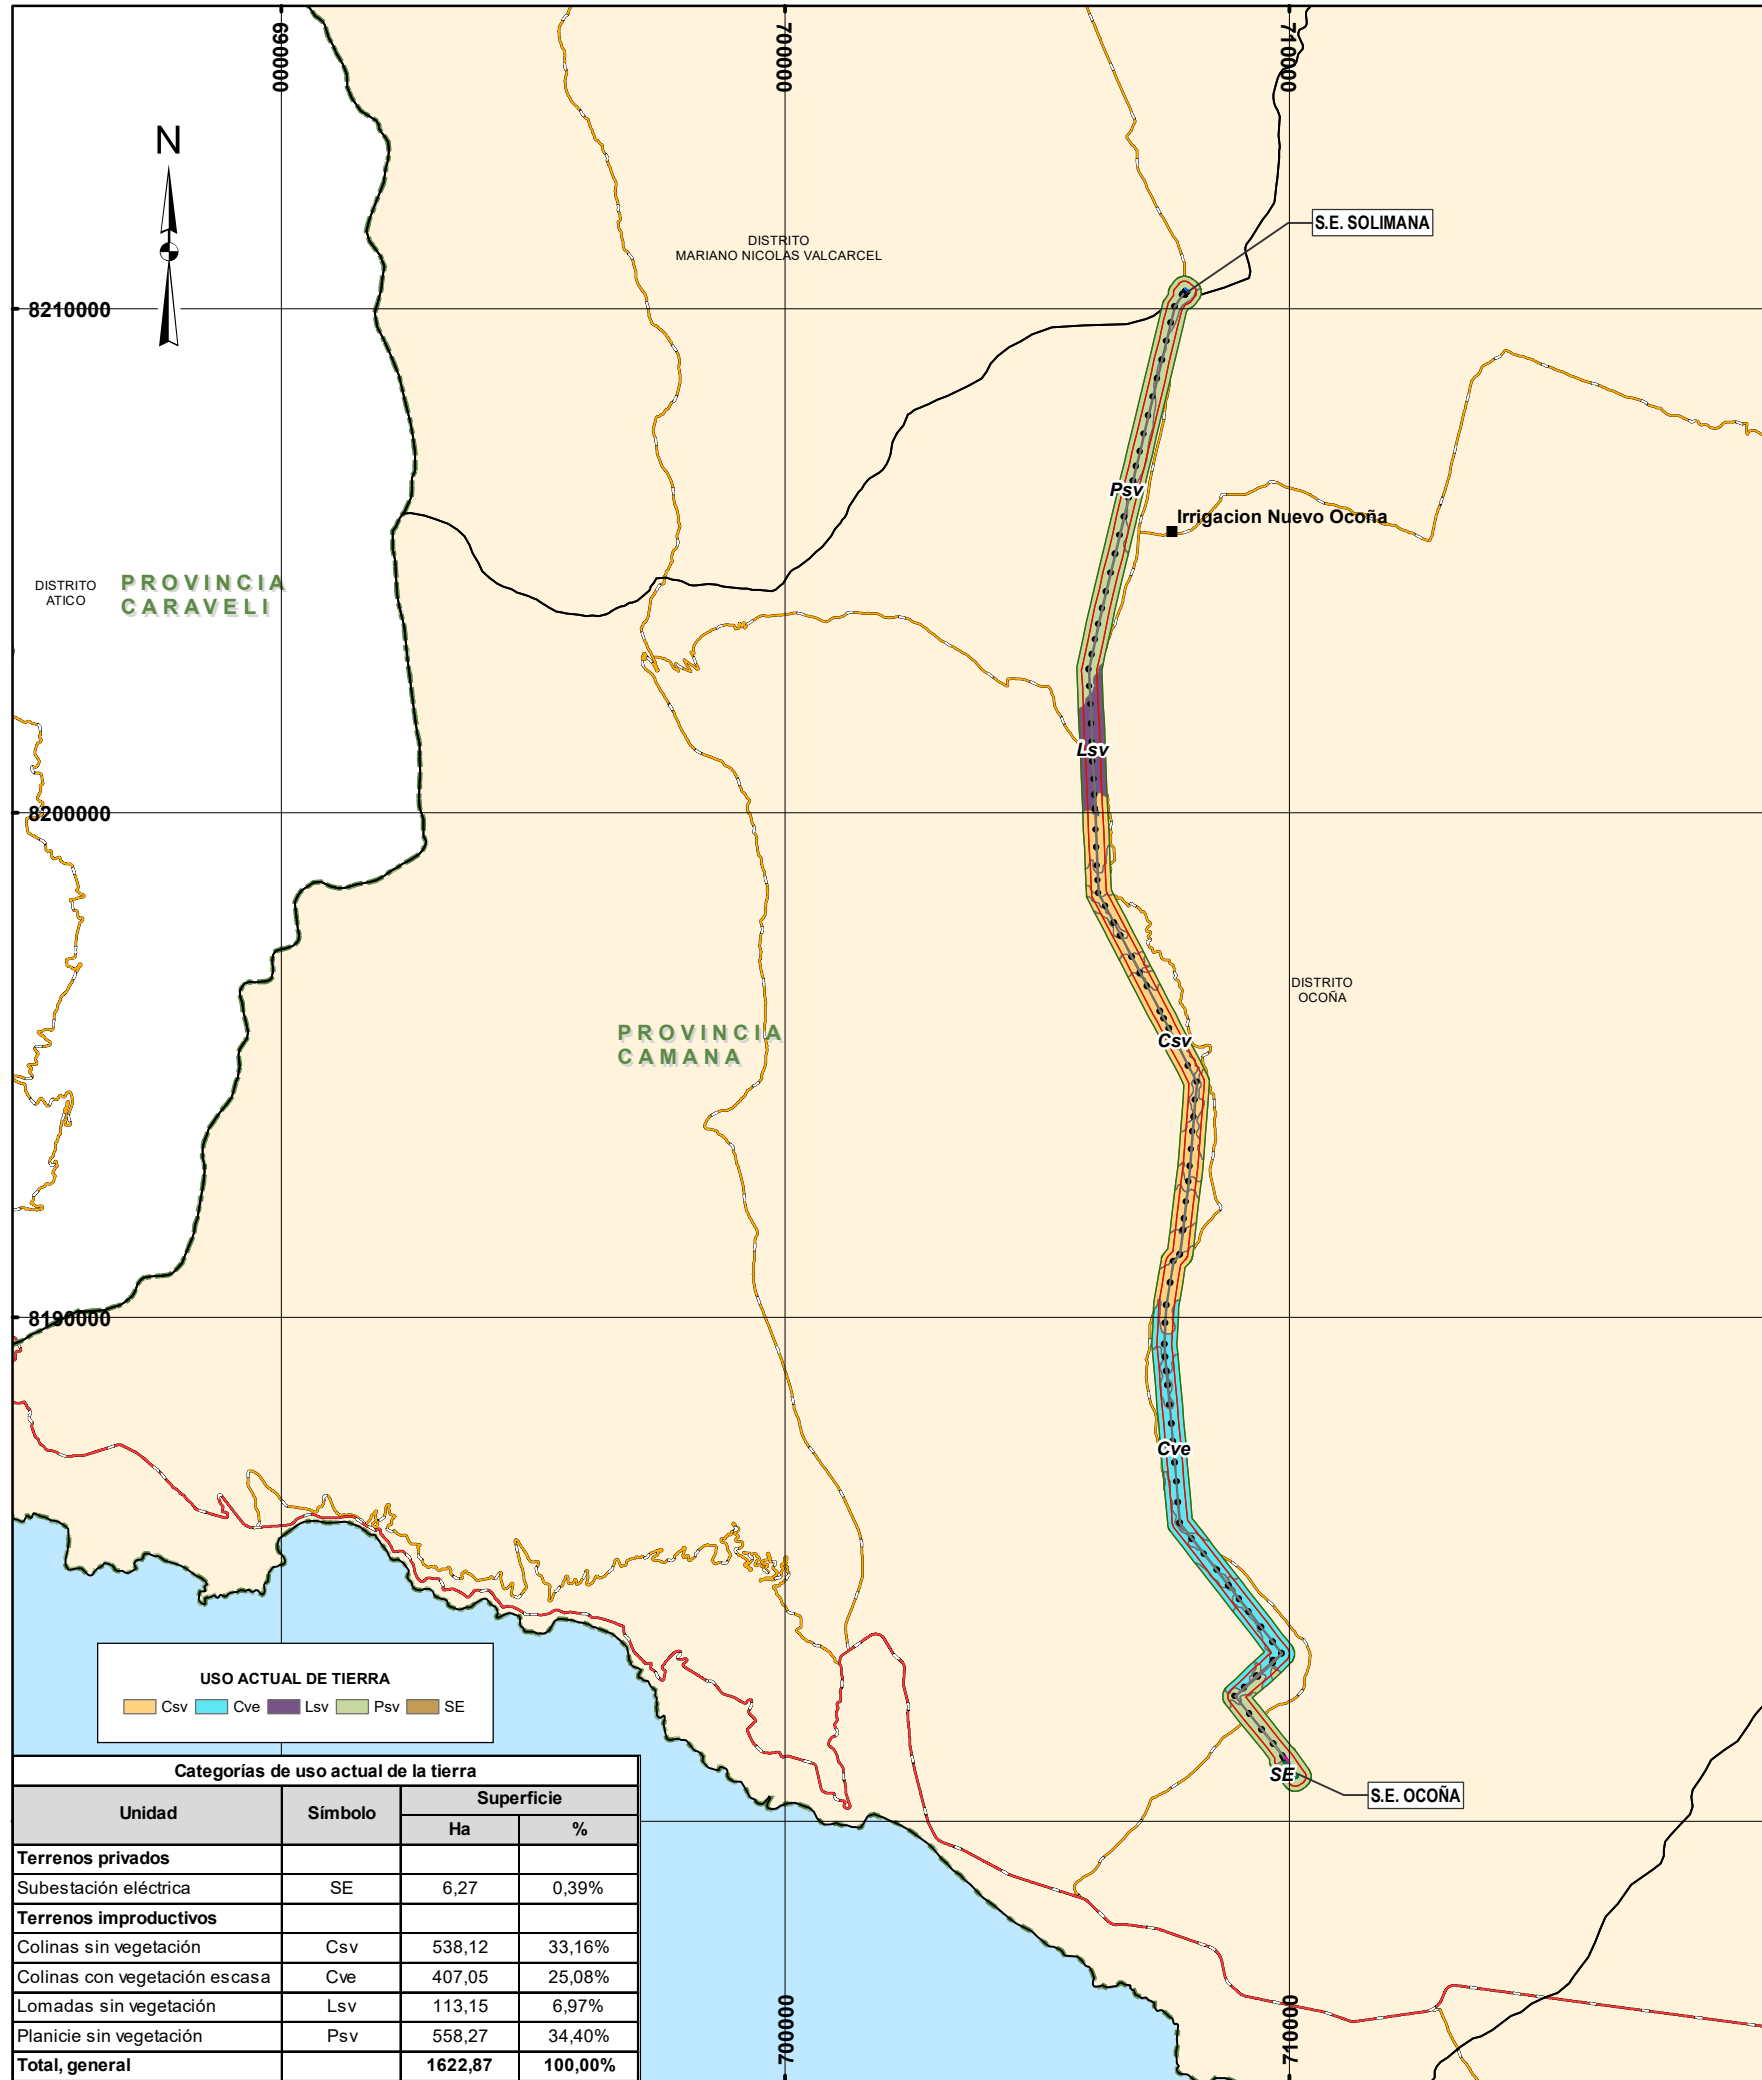 690000
700000
710000
N
S.E. SOLIMANA
DISTRITO
MARIANO NICOLAS VALCARCEL
8210000
Psv
Irrigacion Nuevo Ocoña
DISTRITO
ATICO
PROVINCIA
CARAVELI
Lsv
8200000
DISTRITO
OCOÑA
PROVINCIA
CAMANA
Csv
8190000
Cve
USO ACTUAL DE TIERRA
Csv Cve Lsv Psv SE
SE
S.E. OCOÑA
Categorías de uso actual de la tierra
Unidad Símbolo Superficie
Ha %
Terrenos privados
Subestación eléctrica SE 6,27 0,39%
Terrenos improductivos
Colinas sin vegetación Csv 538,12 33,16%
Colinas con vegetación escasa Cve 407,05 25,08%
Lomadas sin vegetación Lsv 113,15 6,97%
Planicie sin vegetación Psv 558,27 34,40%
Total, general 1622,87 100,00%
700000
710000